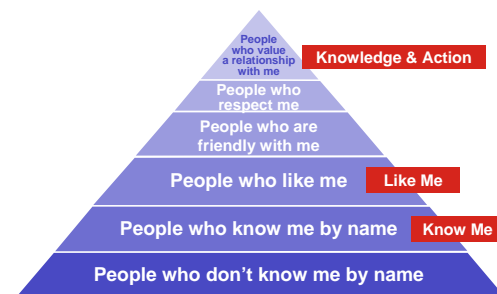 People
who value
a relationship
with me
Knowledge & Action
People who
respect me
People who are
friendly with me
People who like me
Like Me
People who know me by name
Know Me
People who don't know me by name